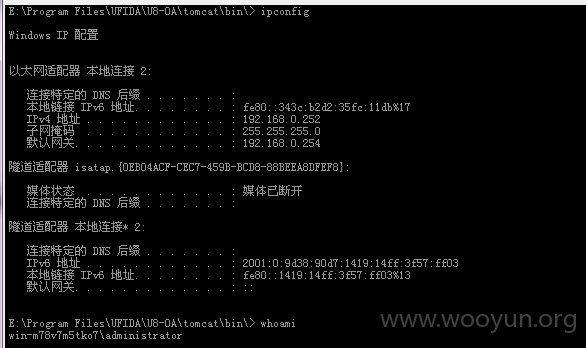 E:\Program Files\UFIDA\U8-OA\tomcat\bin\> ipconfig
Windows IP 配置
以太网适配器 本地连接 2:
连接特定的 DNS 后缀 . . . . . . . :
本地链接 IPv6 地址. . . . . . . . : fe80::343c:b2d2:35fc:11db%17
IPv4 地址 . . . . . . . . . . . . : 192.168.0.252
子网掩码 . . . . . . . . . . . . : 255.255.255.0
默认网关. . . . . . . . . . . . . : 192.168.0.254
隧道适配器 isatap.{0EB04ACF-CEC7-459B-BCD8-88BEEA8DFEF8}:
媒体状态 . . . . . . . . . . . . : 媒体已断开
连接特定的 DNS 后缀 . . . . . . . :
隧道适配器 本地连接* 2:
连接特定的 DNS 后缀 . . . . . . . :
IPv6 地址 . . . . . . . . . . . . : 2001:0:9d38:90d7:1419:14ff:3f57:ff03
本地链接 IPv6 地址. . . . . . . . : fe80::1419:14ff:3f57:ff03%13
默认网关. . . . . . . . . . . . . : ::
E:\Program Files\UFIDA\U8-OA\tomcat\bin\> whoami
win-m78v7m5tko7\administrator
www.wooyun.org